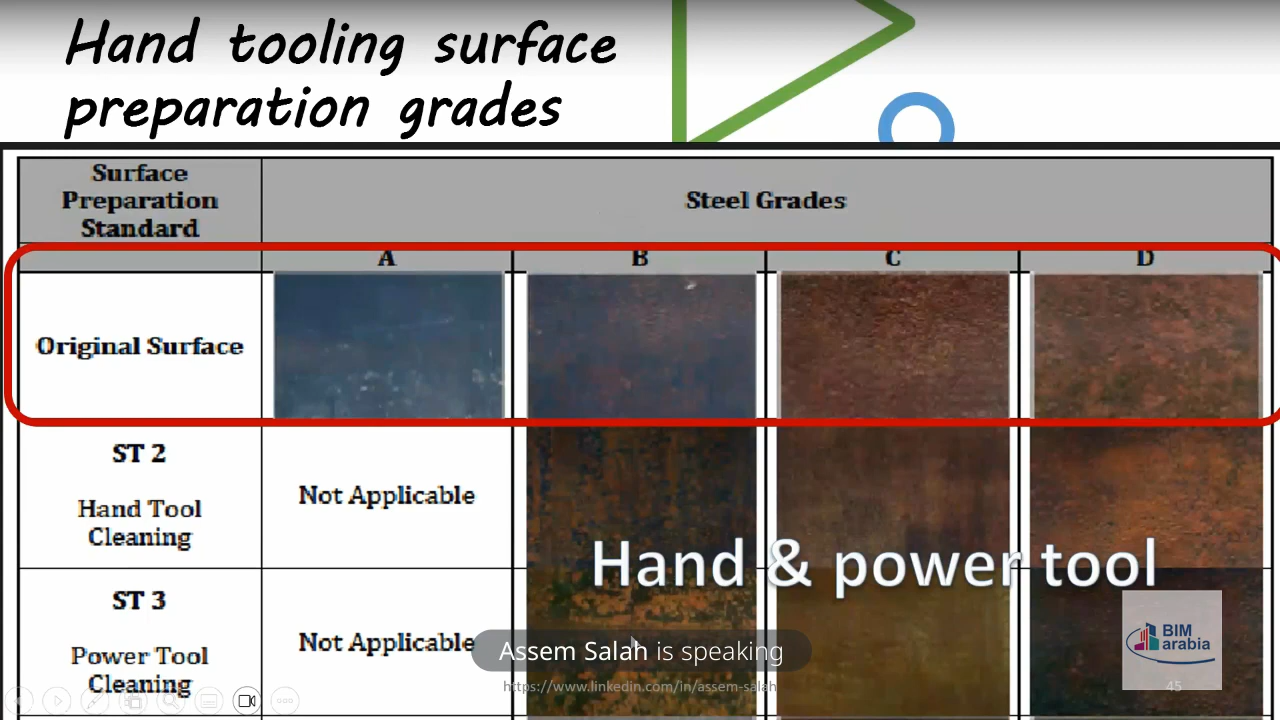 Hand tooling surface
preparation grades
Surface
Preparation
Standard
Steel Grades
A
B
C
D
Original Surface
ST 2
Hand Tool
Cleaning
Not Applicable
ST 3
Power Tool
Cleaning
Not Applicable
Hand & power tool
BIM
arabia
Assem Salah is speaking
https://www.linkedin.com/in/assem-salah
45